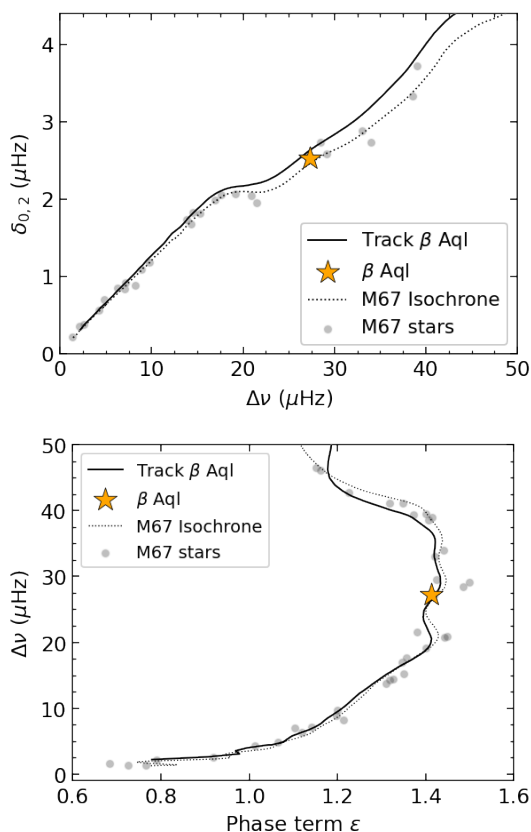 4
3
2
1
0
δ0, 2 (μHz)
Track β Aql
β Aql
M67 Isochrone
M67 stars
0 10 20 30 40 50
Δν (μHz)
50
40
30
20
10
0
Δν (μHz)
Track β Aql
β Aql
M67 Isochrone
M67 stars
0.6 0.8 1.0 1.2 1.4 1.6
Phase term ε